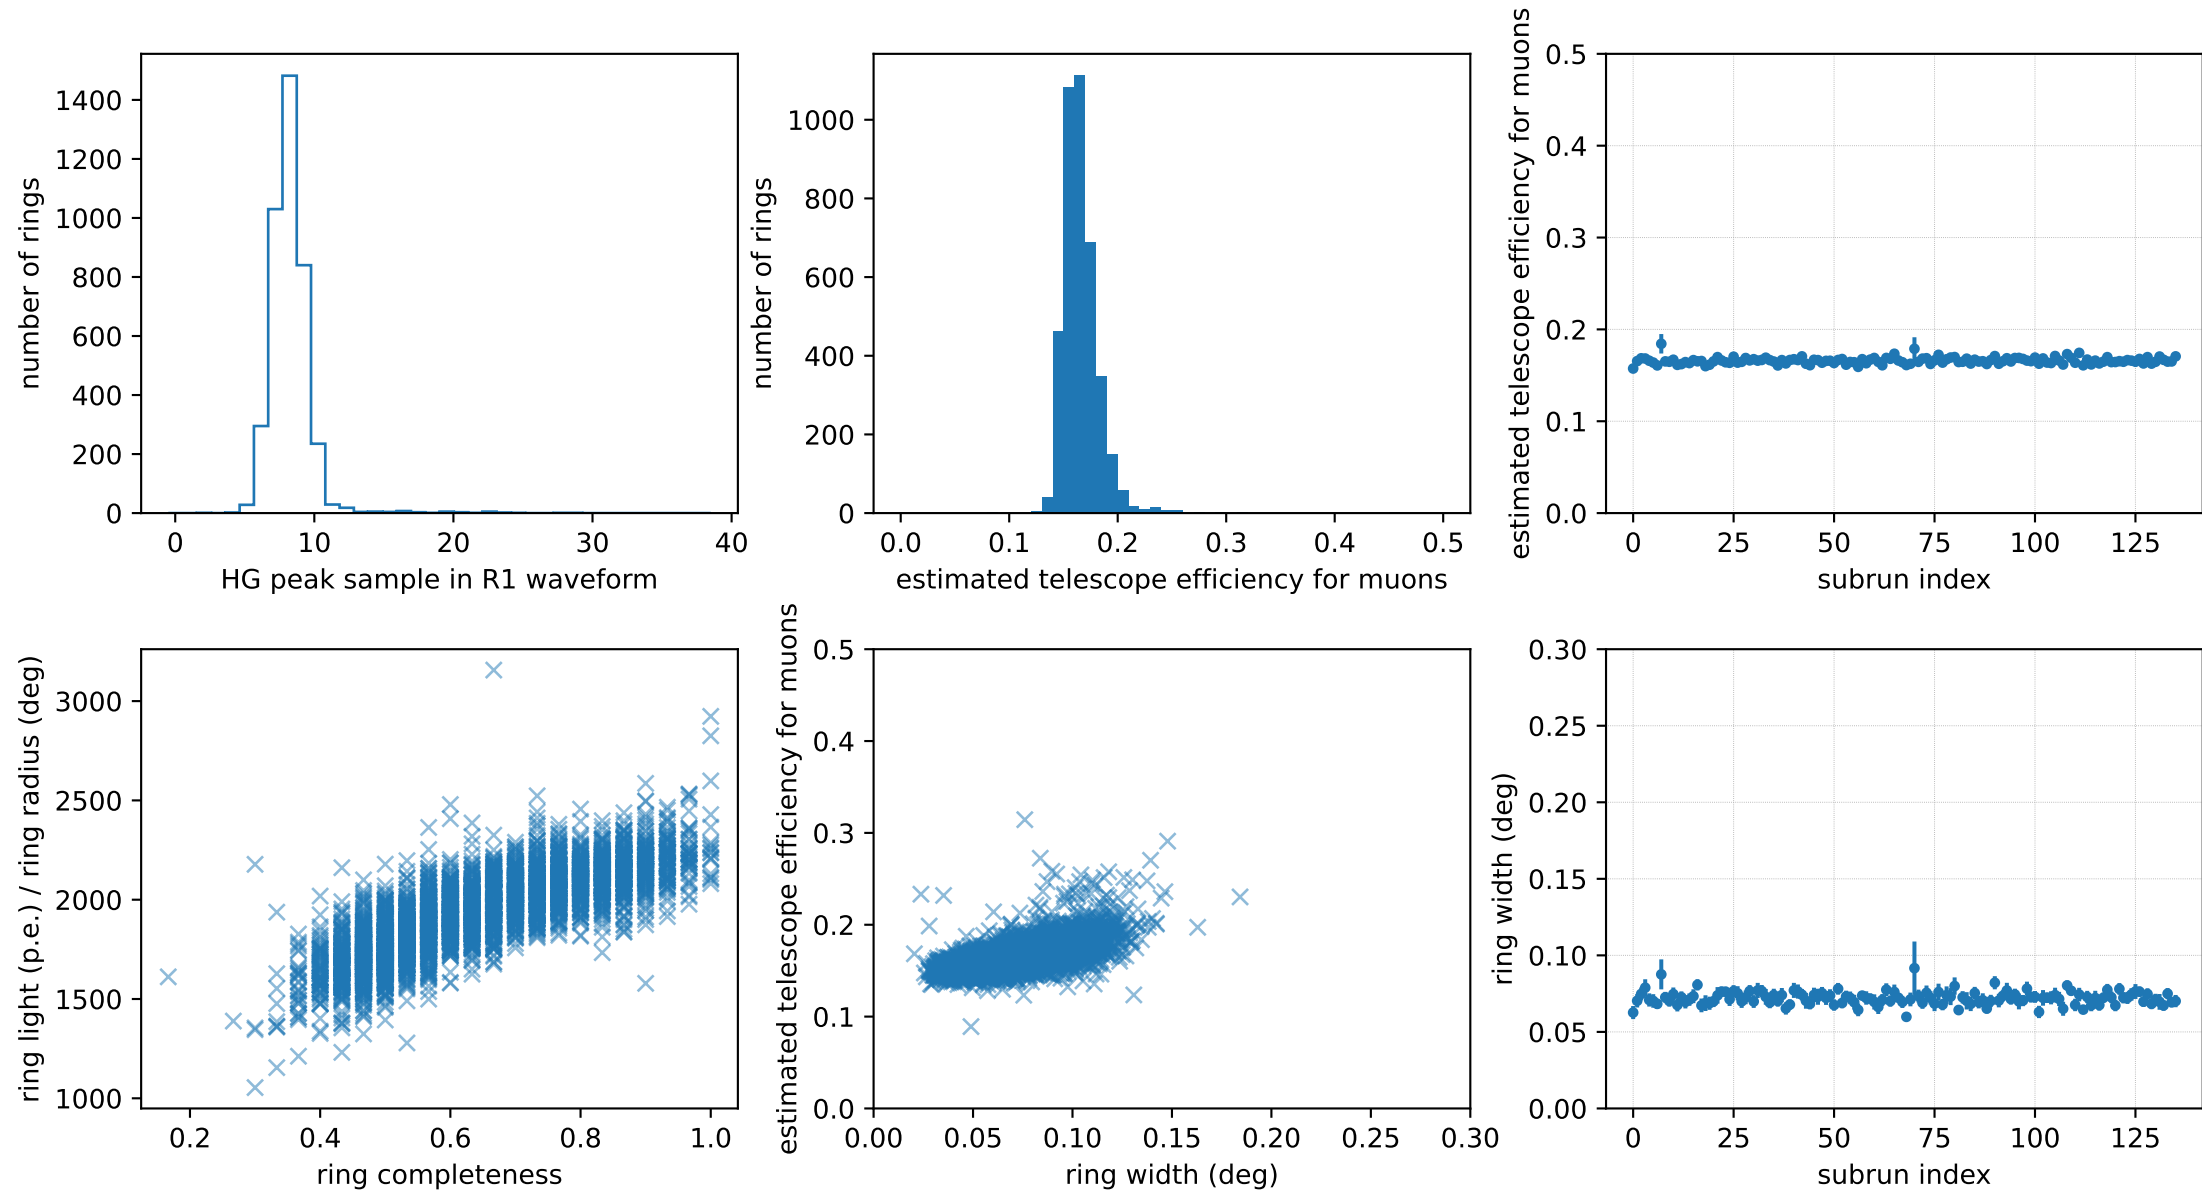 number of rings
1400
1200
1000
800
600
400
200
0
0 10 20 30 40
HG peak sample in R1 waveform
number of rings
1000
800
600
400
200
0
0.0 0.1 0.2 0.3 0.4 0.5
estimated telescope efficiency for muons
estimated telescope efficiency for muons
0.5
0.4
0.3
0.2
0.1
0.0
0 25 50 75 100 125
subrun index
ring light (p.e.) / ring radius (deg)
3000
2500
2000
1500
1000
0.2 0.4 0.6 0.8 1.0
ring completeness
estimated telescope efficiency for muons
0.5
0.4
0.3
0.2
0.1
0.0
0.00 0.05 0.10 0.15 0.20 0.25 0.30
ring width (deg)
ring width (deg)
0.30
0.25
0.20
0.15
0.10
0.05
0.00
0 25 50 75 100 125
subrun index